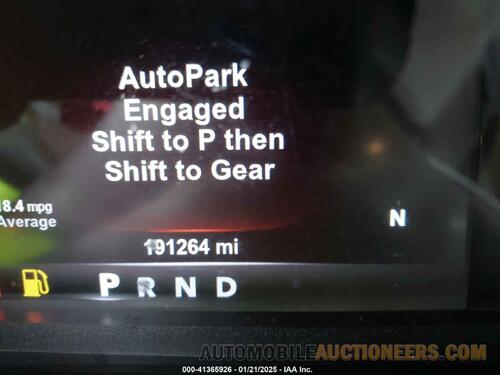 AutoPark
Engaged
Shift to P then
Shift to Gear
18.4 mpg
Average
N
191264 mi
P R N D
AUTOMOBILEAUCTIONEERS.COM
000-41365926 - 01/21/2025 - IAA Inc.